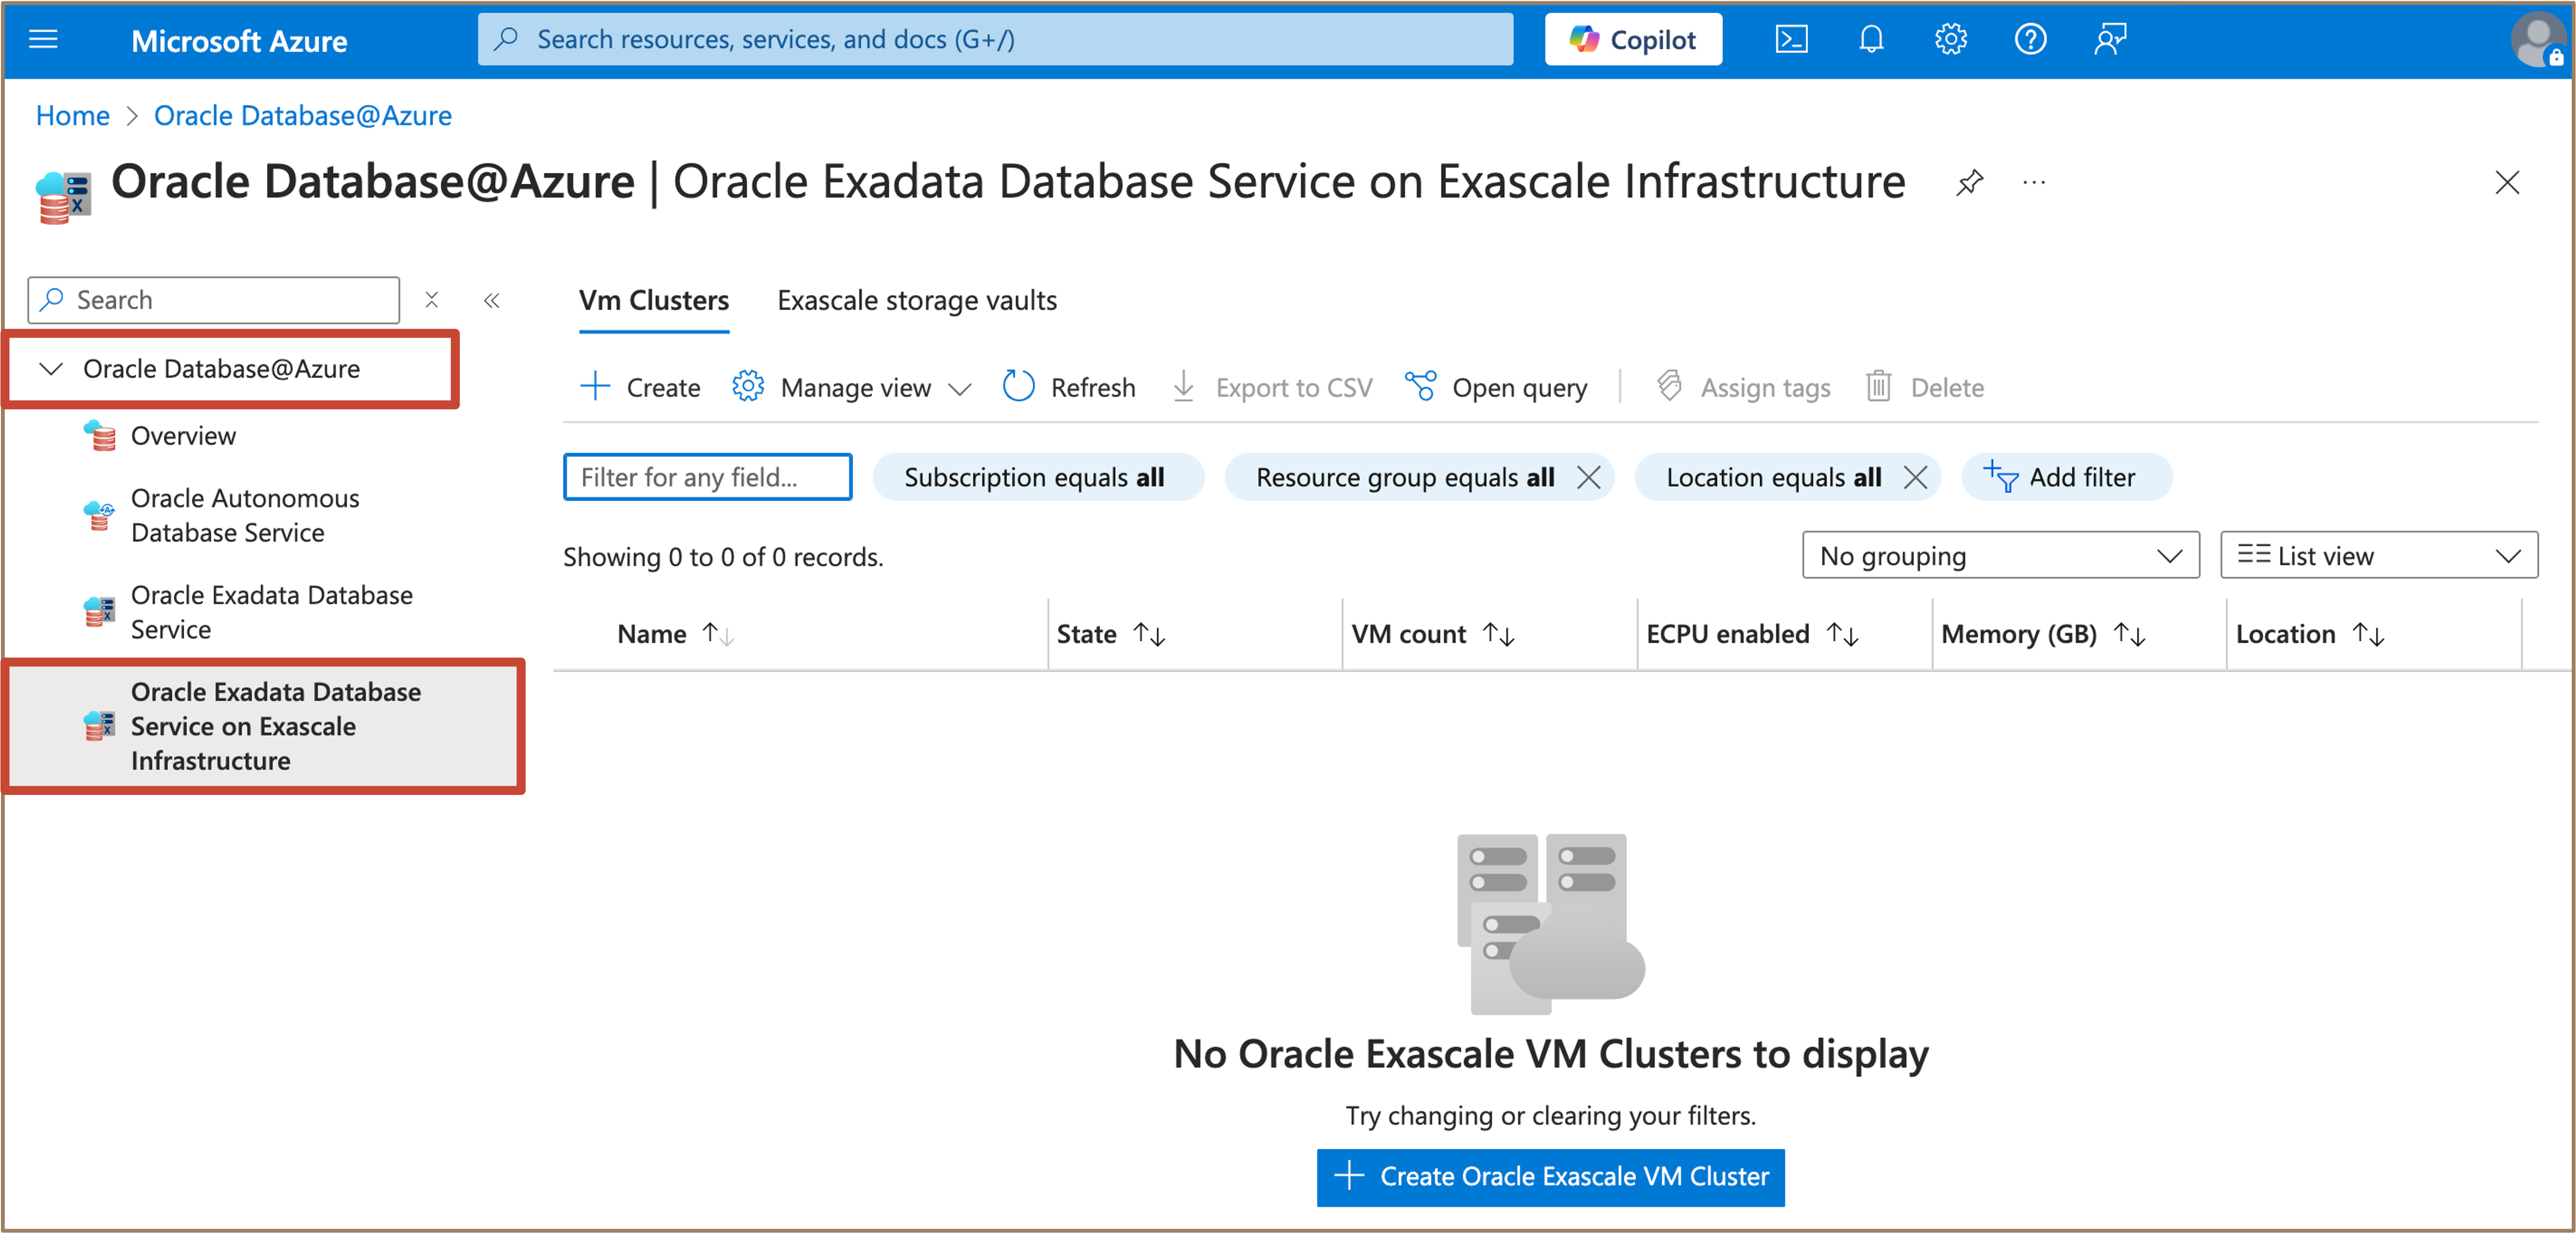 Microsoft Azure
Search resources, services, and docs (G+/)
Copilot
Home > Oracle Database@Azure
Oracle Database@Azure | Oracle Exadata Database Service on Exascale Infrastructure
Search
Oracle Database@Azure
Overview
Oracle Autonomous
Database Service
Oracle Exadata Database
Service
Oracle Exadata Database
Service on Exascale
Infrastructure
Vm Clusters
Exascale storage vaults
Create
Manage view
Refresh
Export to CSV
Open query
Assign tags
Delete
Filter for any field...
Subscription equals all
Resource group equals all
Location equals all
Add filter
Showing 0 to 0 of 0 records.
No grouping
List view
Name
State
VM count
ECPU enabled
Memory (GB)
Location
No Oracle Exascale VM Clusters to display
Try changing or clearing your filters.
Create Oracle Exascale VM Cluster